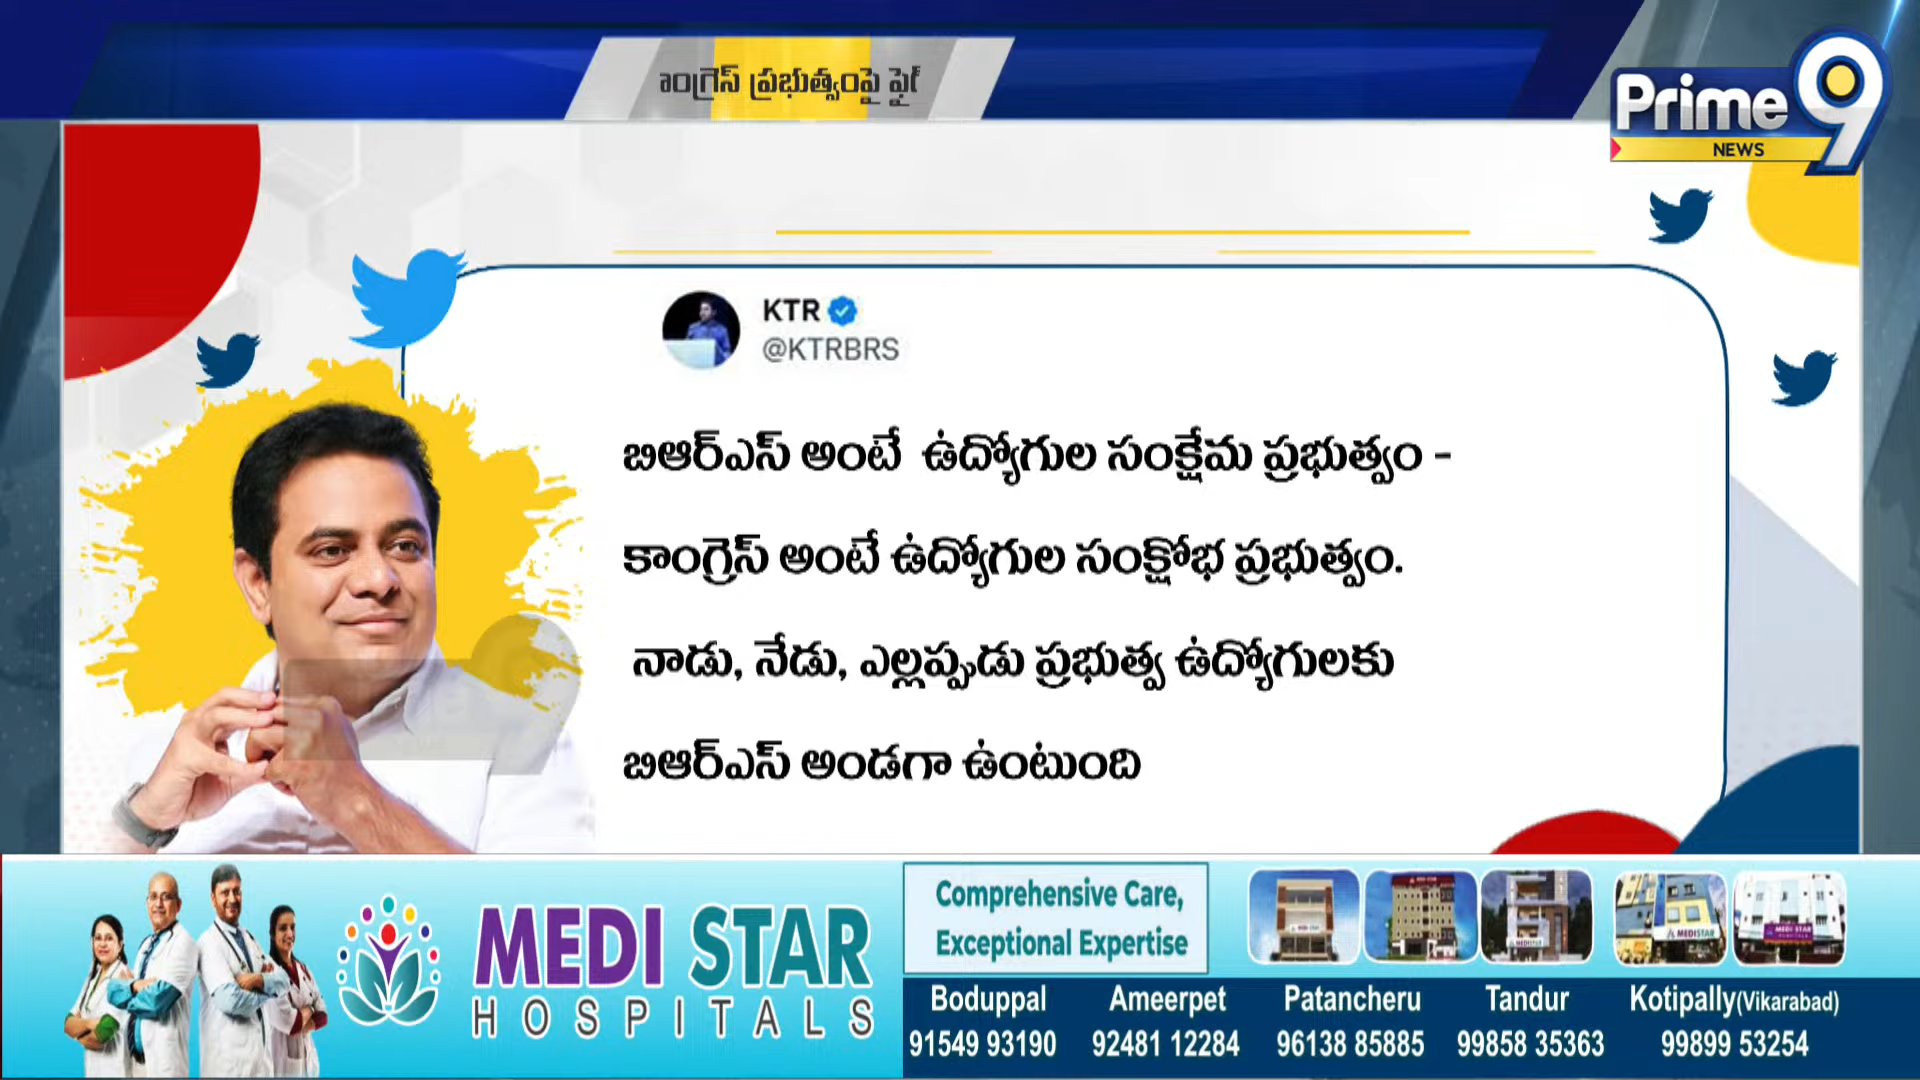 ాంగ్రెస్ ప్రభుత్వంపై ఫైర్
Prime9
NEWS
KTR
@KTRBRS
బిఆర్ఎస్ అంటే ఉద్యోగుల సంక్షేమ ప్రభుత్వం -
కాంగ్రెస్ అంటే ఉద్యోగుల సంక్షోభ ప్రభుత్వం.
నాడు, నేడు, ఎల్లప్పుడు ప్రభుత్వ ఉద్యోగులకు
బిఆర్ఎస్ అండగా ఉంటుంది
MEDI STAR
HOSPITALS
Comprehensive Care,
Exceptional Expertise
Boduppal Ameerpet Patancheru Tandur Kotipally(Vikarabad)
91549 93190 92481 12284 96138 85885 99858 35363 99899 53254